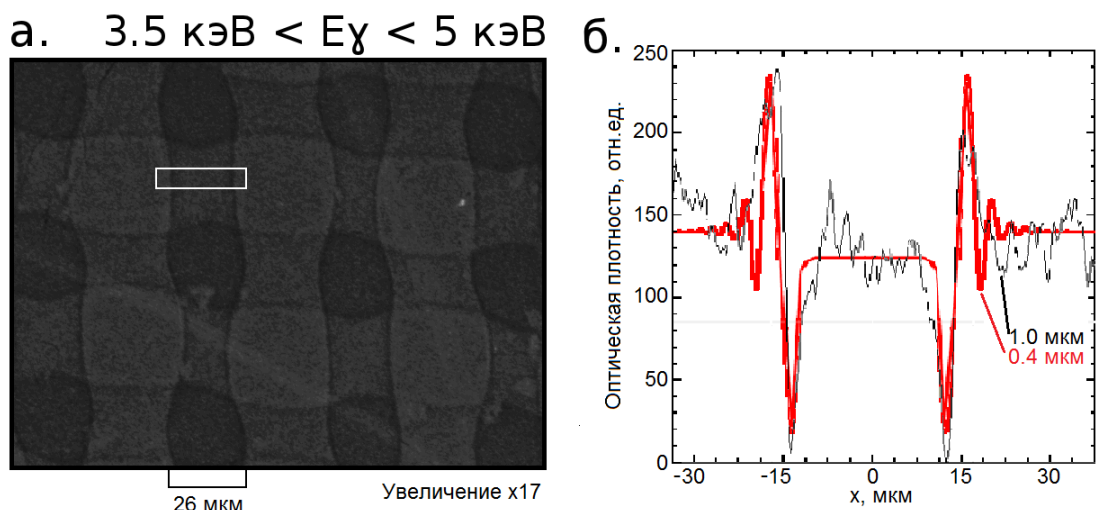 а. 3.5 кэВ < Eɣ < 5 кэВ
б.
250
200
150
100
50
0
Оптическая плотность, отн.ед.
1.0 мкм
0.4 мкм
-30 -15 0 15 30
x, мкм
26 мкм
Увеличение x17